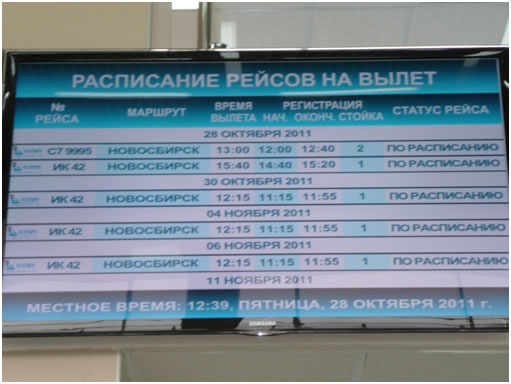 РАСПИСАНИЕ РЕЙСОВ НА ВЫЛЕТ
№ РЕЙСА МАРШРУТ ВРЕМЯ ВЫЛЕТА РЕГИСТРАЦИЯ НАЧ. ОКОНЧ. СТОЙКА СТАТУС РЕЙСА
28 ОКТЯБРЯ 2011
С7 9995 НОВОСБИРСК 13:00 12:00 12:40 2 ПО РАСПИСАНИЮ
ИК 42 НОВОСБИРСК 15:40 14:40 15:20 1 ПО РАСПИСАНИЮ
30 ОКТЯБРЯ 2011
ИК 42 НОВОСБИРСК 12:15 11:15 11:55 1 ПО РАСПИСАНИЮ
04 НОЯБРЯ 2011
ИК 42 НОВОСБИРСК 12:15 11:15 11:55 1 ПО РАСПИСАНИЮ
06 НОЯБРЯ 2011
ИК 42 НОВОСБИРСК 12:15 11:15 11:55 1 ПО РАСПИСАНИЮ
11 НОЯБРЯ 2011
МЕСТНОЕ ВРЕМЯ: 12:39, ПЯТНИЦА, 28 ОКТЯБРЯ 2011 г.
SAMSUNG